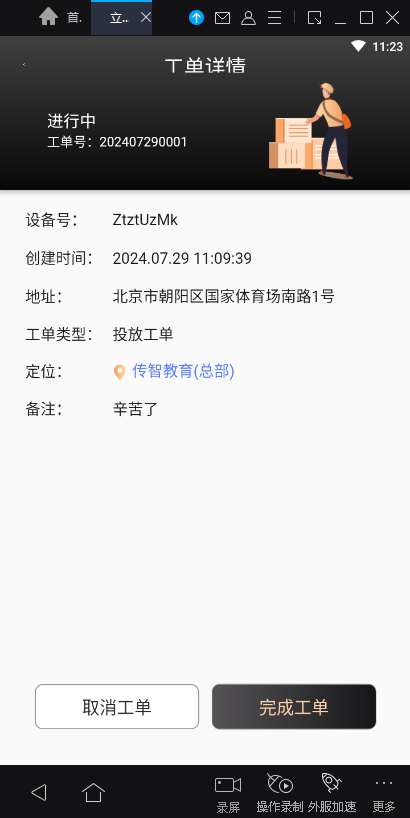 首.
立..
11:23
工单详情
进行中
工单号：202407290001
设备号： ZtztUzMk
创建时间： 2024.07.29 11:09:39
地址： 北京市朝阳区国家体育场南路1号
工单类型： 投放工单
定位： 传智教育(总部)
备注： 辛苦了
取消工单 完成工单
录屏 操作录制 外服加速 更多